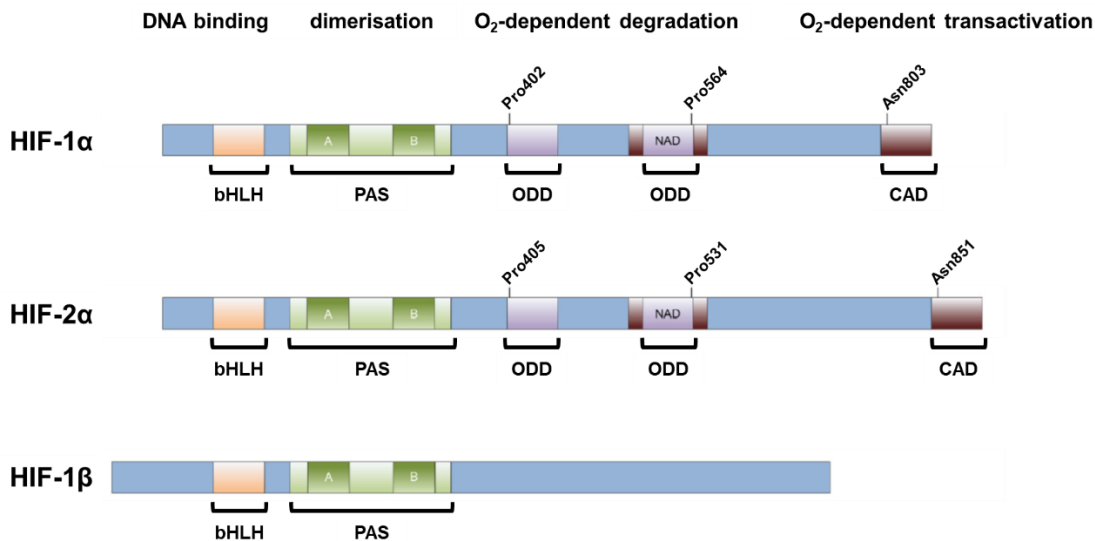 DNA binding dimerisation O₂-dependent degradation O₂-dependent transactivation
Pro402 Pro564 Asn803
HIF-1α A B NAD
bHLH PAS ODD ODD CAD
Pro405 Pro531 Asn851
HIF-2α A B NAD
bHLH PAS ODD ODD CAD
HIF-1β A B
bHLH PAS